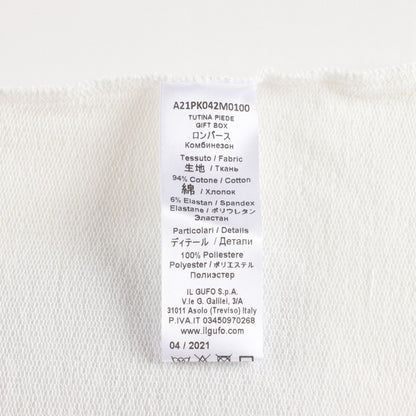 A21PK042M0100
TUTINA PIEDE
GIFT BOX
ロンパース
Комбинезон
Tessuto / Fabric
生地 / Ткань
94% Cotone / Cotton
綿 / Хлопок
6% Elastan / Spandex
Elastane / ポリウレタン
Эластан
Particolari / Details
ディテール / Детали
100% Poliestere
Polyester / ポリエステル
Полиэстер
IL GUFO S.p.A.
V.le G. Galilei, 3/A
31011 Asolo (Treviso) Italy
P.IVA.IT 03450970268
www.ilgufo.com
04 / 2021